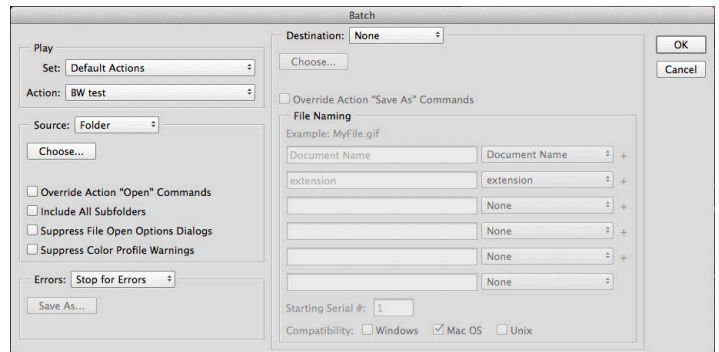 Batch
Play
Set: Default Actions
Action: BW test
Source: Folder
Choose...
Override Action "Open" Commands
Include All Subfolders
Suppress File Open Options Dialogs
Suppress Color Profile Warnings
Errors: Stop for Errors
Save As...
Destination: None
Choose...
Override Action "Save As" Commands
File Naming
Example: MyFile.gif
Document Name Document Name +
extension extension +
None +
None +
None +
None
Starting Serial #: 1
Compatibility: Windows Mac OS Unix
OK
Cancel